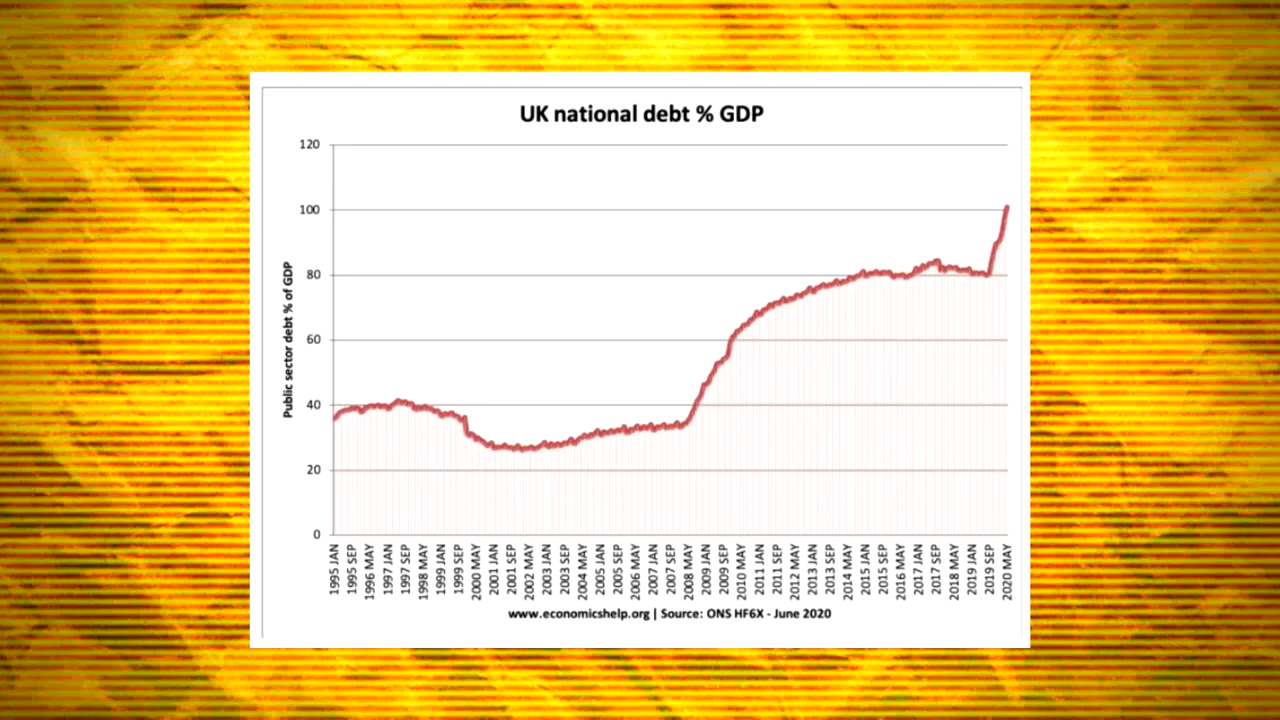 UK national debt % GDP
120
100
80
60
40
20
0
Public sector debt % of GDP
1995 JAN
1995 SEP
1996 MAY
1997 JAN
1997 SEP
1998 MAY
1999 JAN
1999 SEP
2000 MAY
2001 JAN
2001 SEP
2002 MAY
2003 JAN
2003 SEP
2004 MAY
2005 JAN
2005 SEP
2006 MAY
2007 JAN
2007 SEP
2008 MAY
2009 JAN
2009 SEP
2010 MAY
2011 JAN
2011 SEP
2012 MAY
2013 JAN
2013 SEP
2014 MAY
2015 JAN
2015 SEP
2016 MAY
2017 JAN
2017 SEP
2018 MAY
2019 JAN
2019 SEP
2020 MAY
www.economicshelp.org | Source: ONS HF6X - June 2020